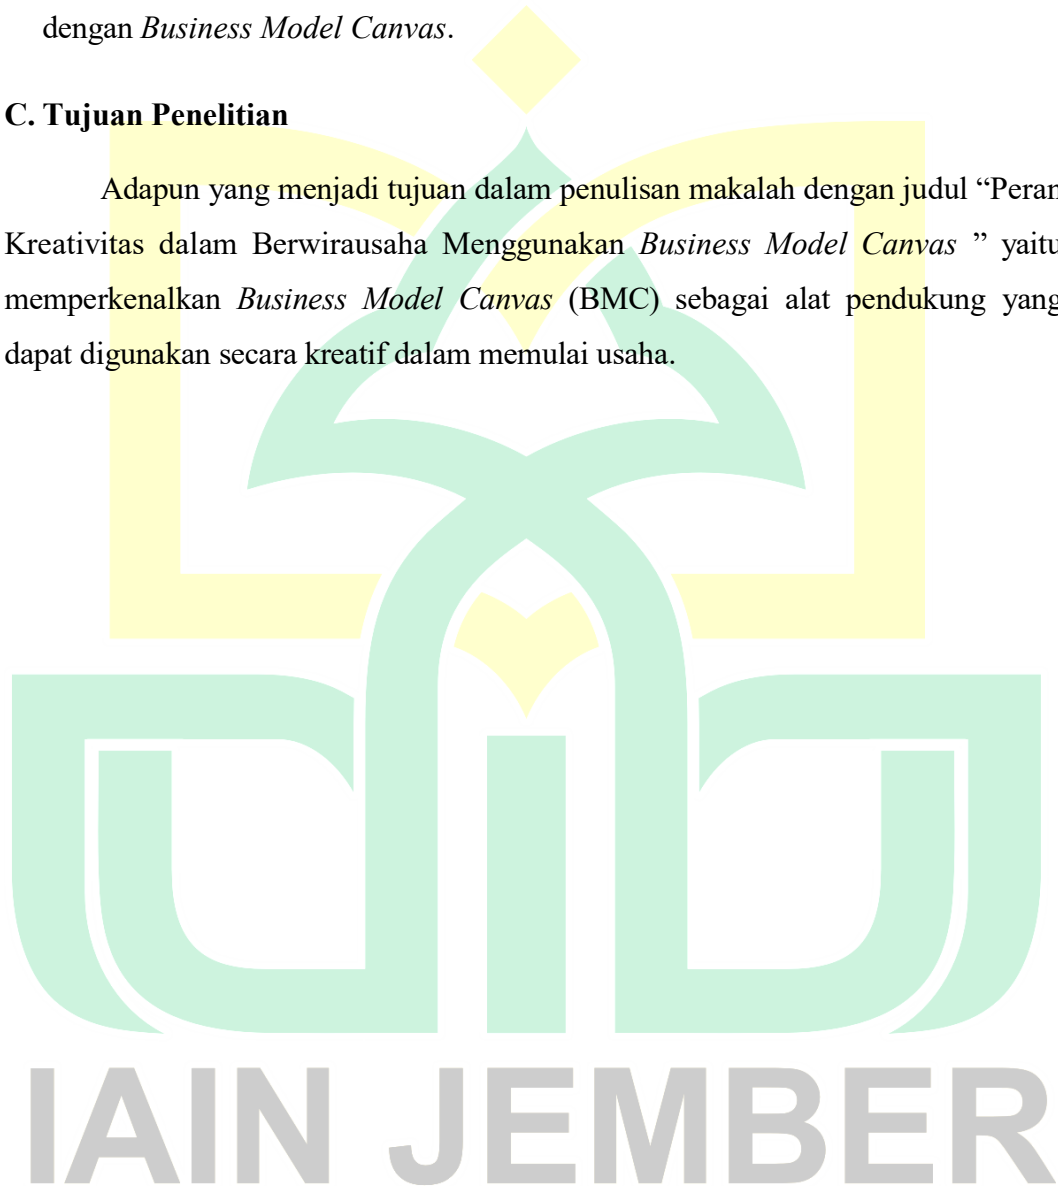 dengan Business Model Canvas.
C. Tujuan Penelitian
Adapun yang menjadi tujuan dalam penulisan makalah dengan judul “Peran
Kreativitas dalam Berwirausaha Menggunakan Business Model Canvas ” yaitu
memperkenalkan Business Model Canvas (BMC) sebagai alat pendukung yang
dapat digunakan secara kreatif dalam memulai usaha.
IAIN JEMBER